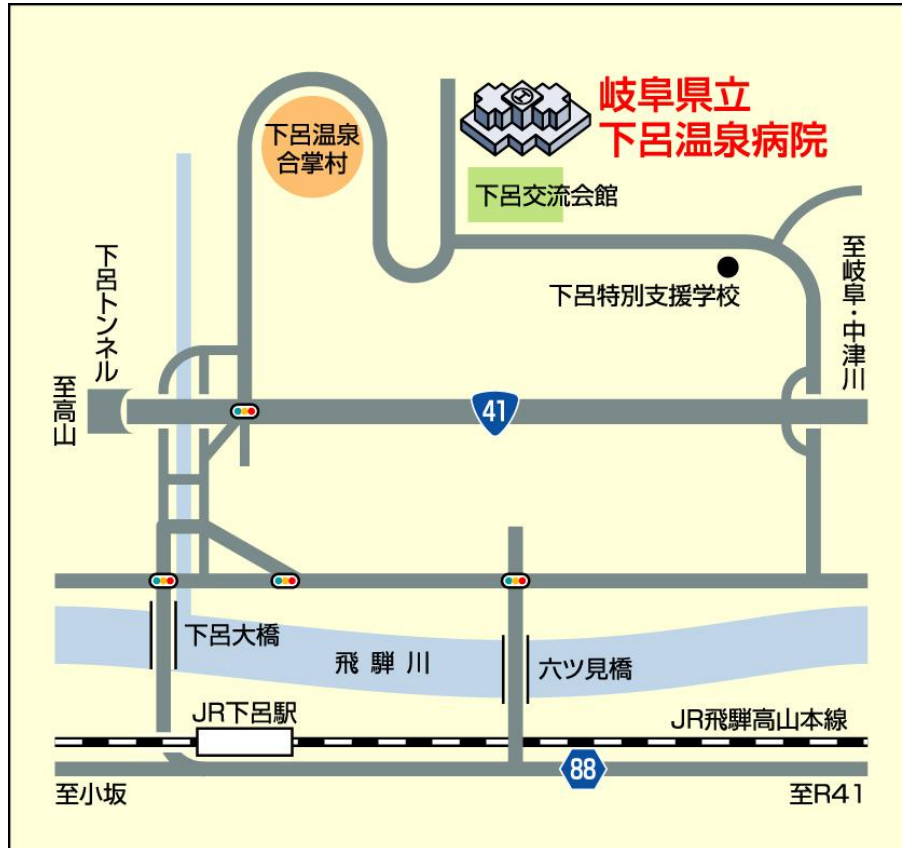 岐阜県立
下呂温泉病院
下呂温泉
合掌村
下呂交流会館
下呂特別支援学校
下呂トンネル
至高山
至岐阜・中津川
41
下呂大橋
飛騨川
六ツ見橋
JR下呂駅
JR飛騨高山本線
88
至小坂
至R41